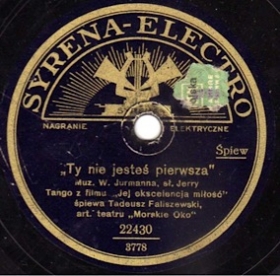 SYRENA-ELECTRO
NAGRANIE ELEKTRYCZNE
Śpiew
„Ty nie jesteś pierwsza"
Muz. W. Jurmanna, sł. Jerry
Tango z filmu „Jej ekscelencja miłość"
śpiewa Tadeusz Faliszewski,
art. teatru „Morskie Oko"
22430
3778